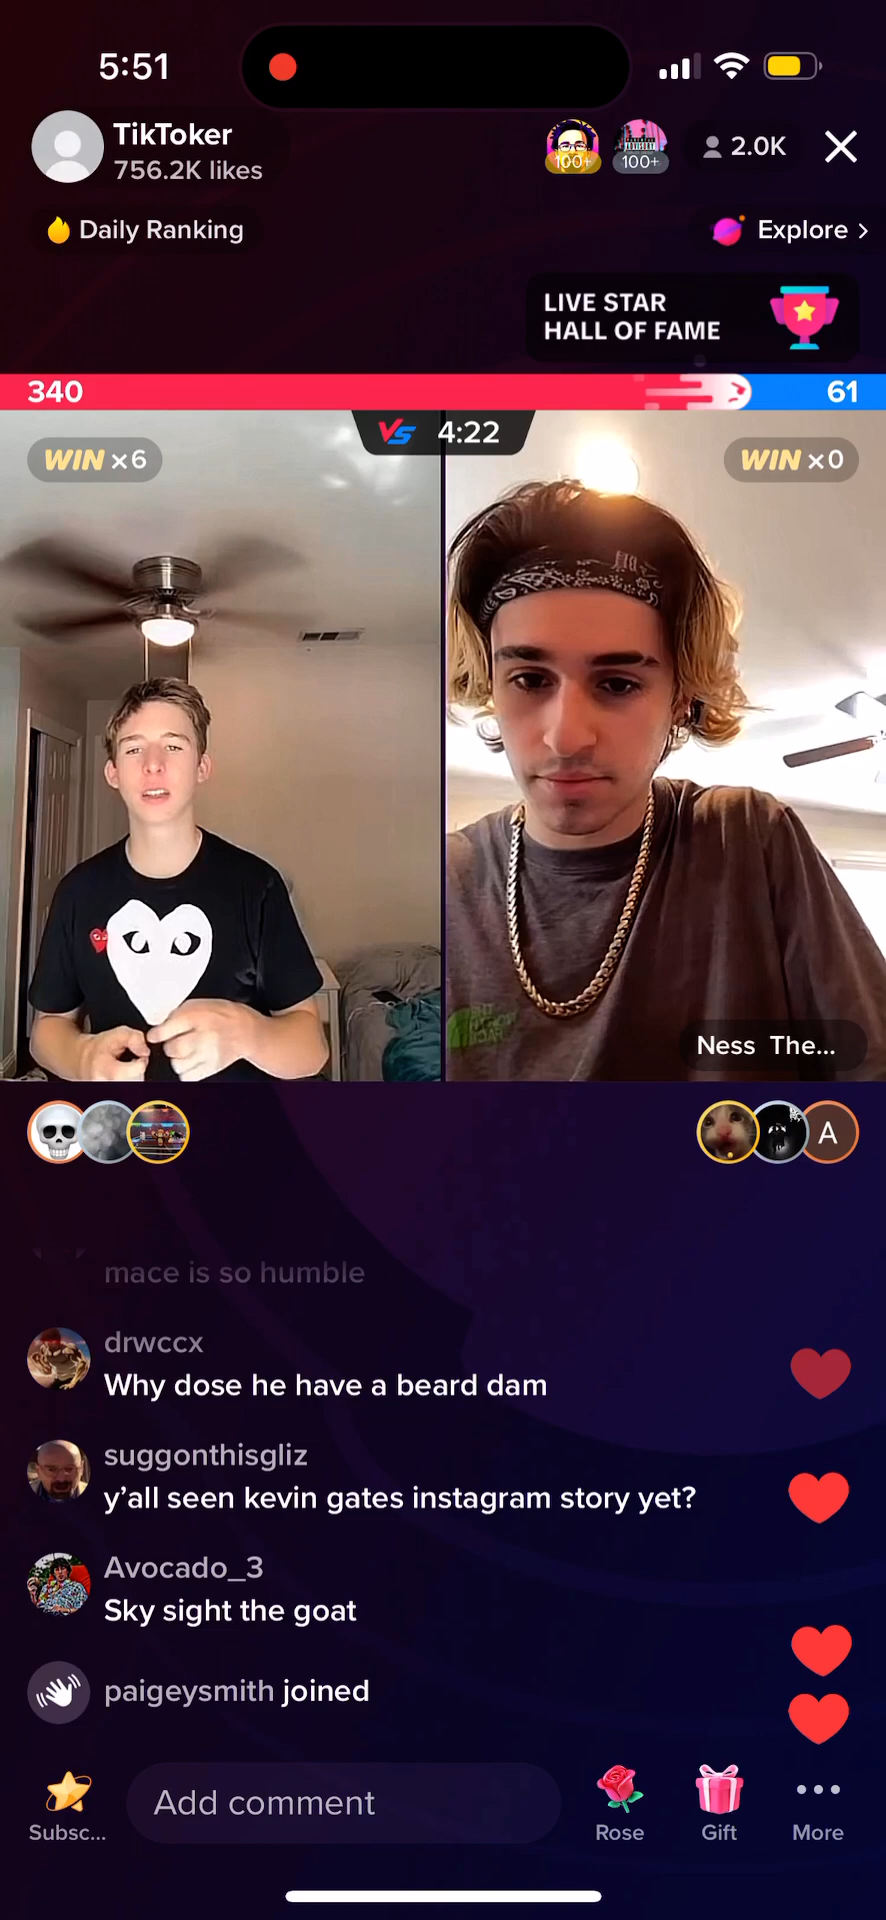 5:51
TikToker
756.2K likes
100+
100+
2.0K
Daily Ranking
Explore >
LIVE STAR
HALL OF FAME
340
61
VS 4:22
WIN x6
WIN x0
Ness The...
A
mace is so humble
drwccx
Why dose he have a beard dam
suggonthisgliz
y’all seen kevin gates instagram story yet?
Avocado_3
Sky sight the goat
paigeysmith joined
Add comment
Subsc...
Rose
Gift
More